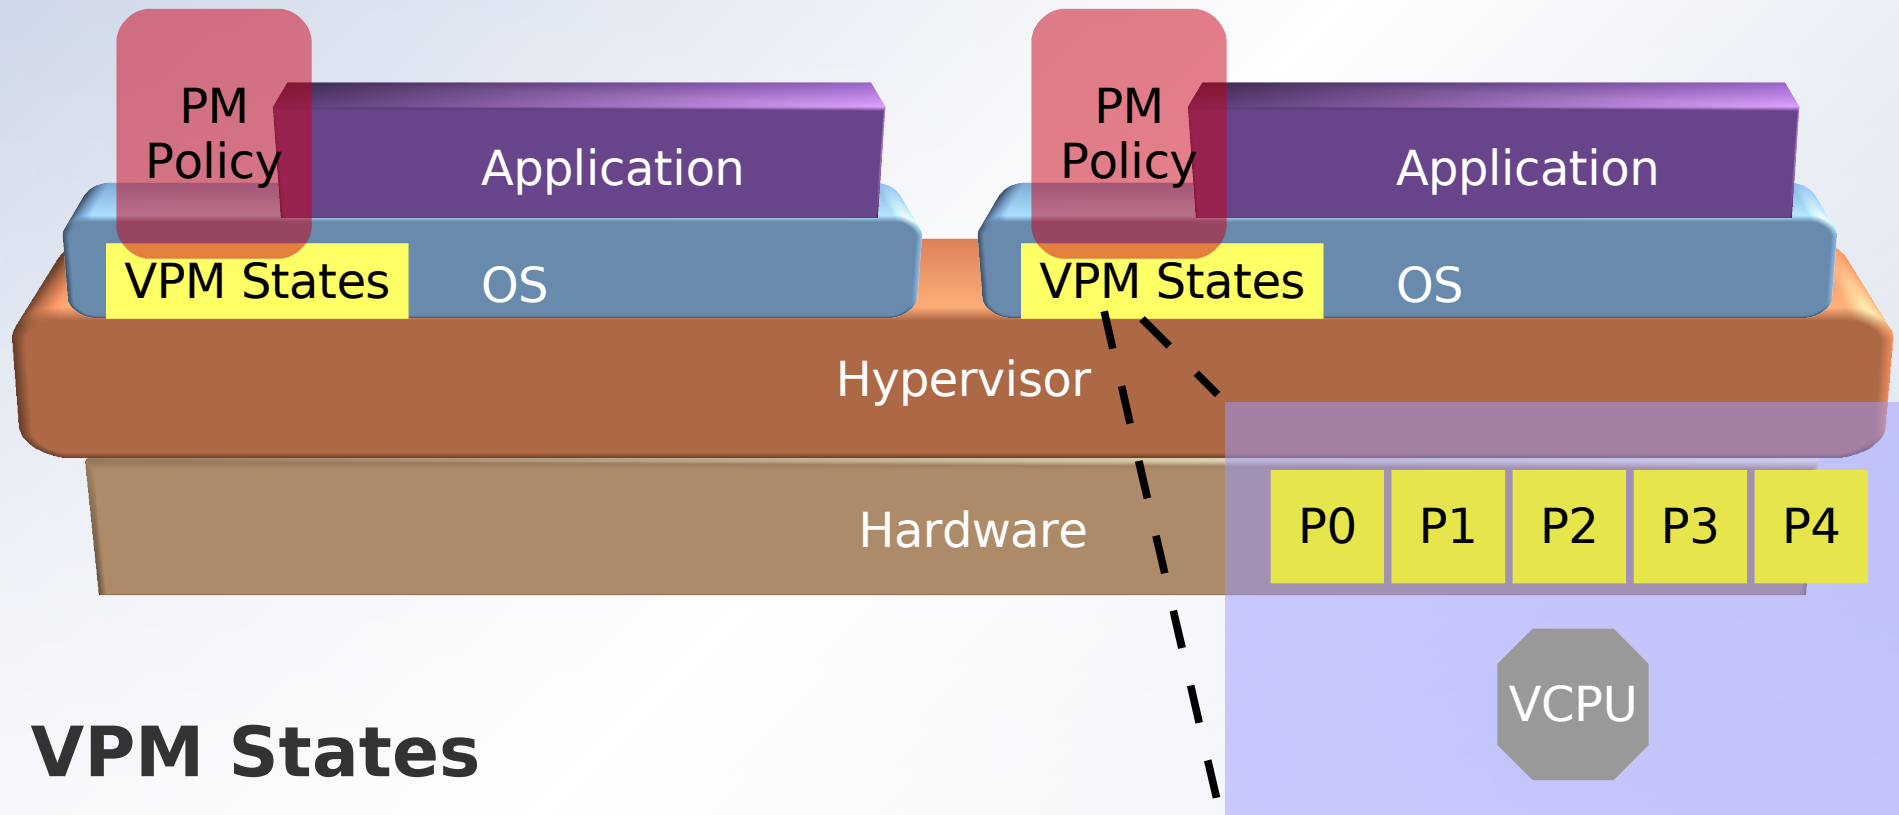 PM
Policy
Application
PM
Policy
Application
VPM States
OS
VPM States
OS
Hypervisor
Hardware
P0
P1
P2
P3
P4
VCPU
VPM States